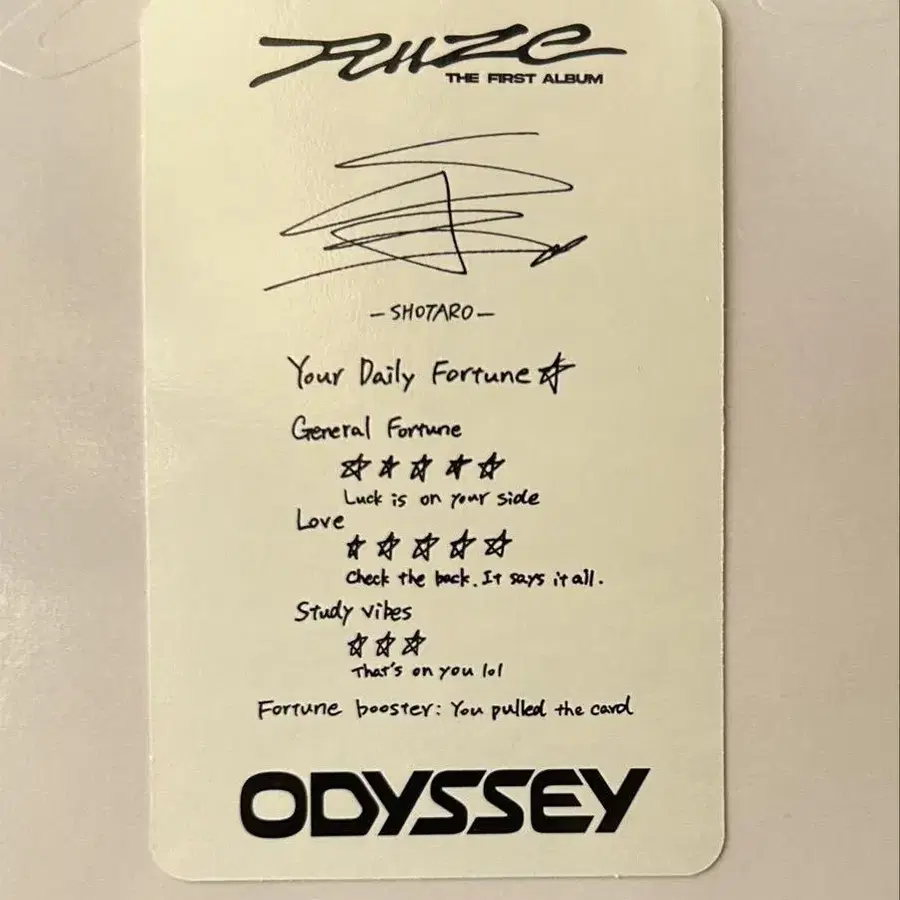 RIIZE
THE FIRST ALBUM
— SHOTARO —
Your Daily Fortune☆
General Fortune
☆☆☆☆☆
Luck is on your side
Love
☆☆☆☆☆
Check the back. It says it all.
Study vibes
☆☆☆
That's on you lol
Fortune booster: You pulled the card
ODYSSEY